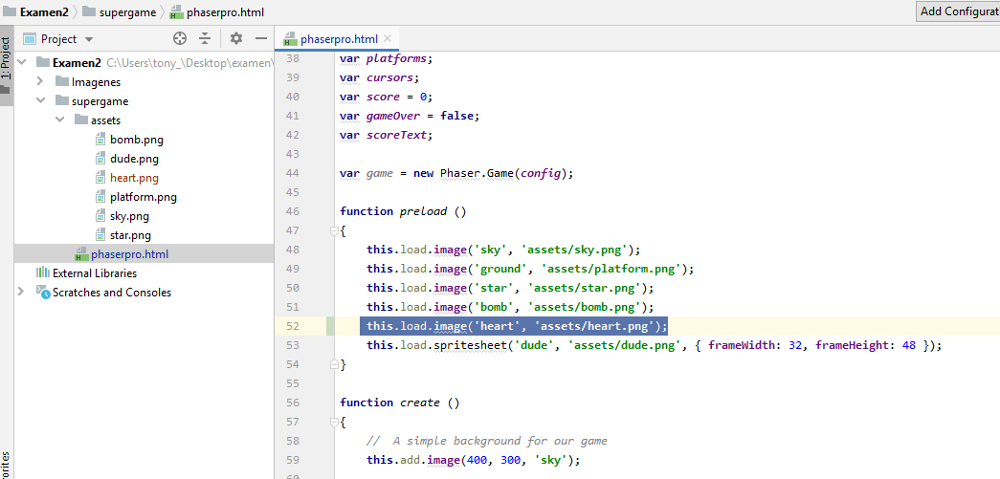 Examen2 supergame phaserpro.html Add Configurat
1: Project
Project
phaserpro.html
Examen2 C:\Users\tony_\Desktop\examen\
Imagenes
supergame
assets
bomb.png
dude.png
heart.png
platform.png
sky.png
star.png
phaserpro.html
External Libraries
Scratches and Consoles
orites
38 var platforms;
39 var cursors;
40 var score = 0;
41 var gameOver = false;
42 var scoreText;
43
44 var game = new Phaser.Game(config);
45
46 function preload ()
47 {
48 this.load.image('sky', 'assets/sky.png');
49 this.load.image('ground', 'assets/platform.png');
50 this.load.image('star', 'assets/star.png');
51 this.load.image('bomb', 'assets/bomb.png');
52 this.load.image('heart', 'assets/heart.png');
53 this.load.spritesheet('dude', 'assets/dude.png', { frameWidth: 32, frameHeight: 48 });
54 }
55
56 function create ()
57 {
58 // A simple background for our game
59 this.add.image(400, 300, 'sky');
60